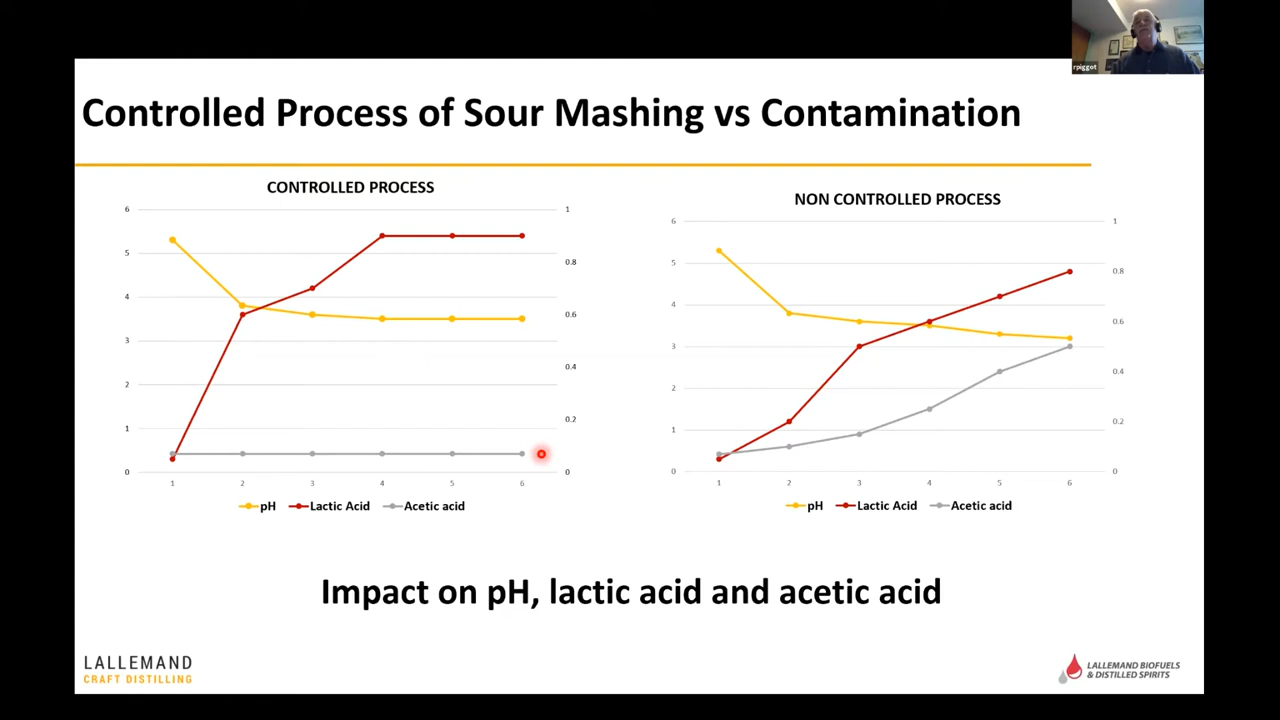 rpiggot
Controlled Process of Sour Mashing vs Contamination
CONTROLLED PROCESS
6
5
4
3
2
1
0
1
0.8
0.6
0.4
0.2
0
1 2 3 4 5 6
pH Lactic Acid Acetic acid
NON CONTROLLED PROCESS
6
5
4
3
2
1
0
1
0.8
0.6
0.4
0.2
0
1 2 3 4 5 6
pH Lactic Acid Acetic acid
Impact on pH, lactic acid and acetic acid
LALLEMAND
CRAFT DISTILLING
LALLEMAND BIOFUELS
& DISTILLED SPIRITS